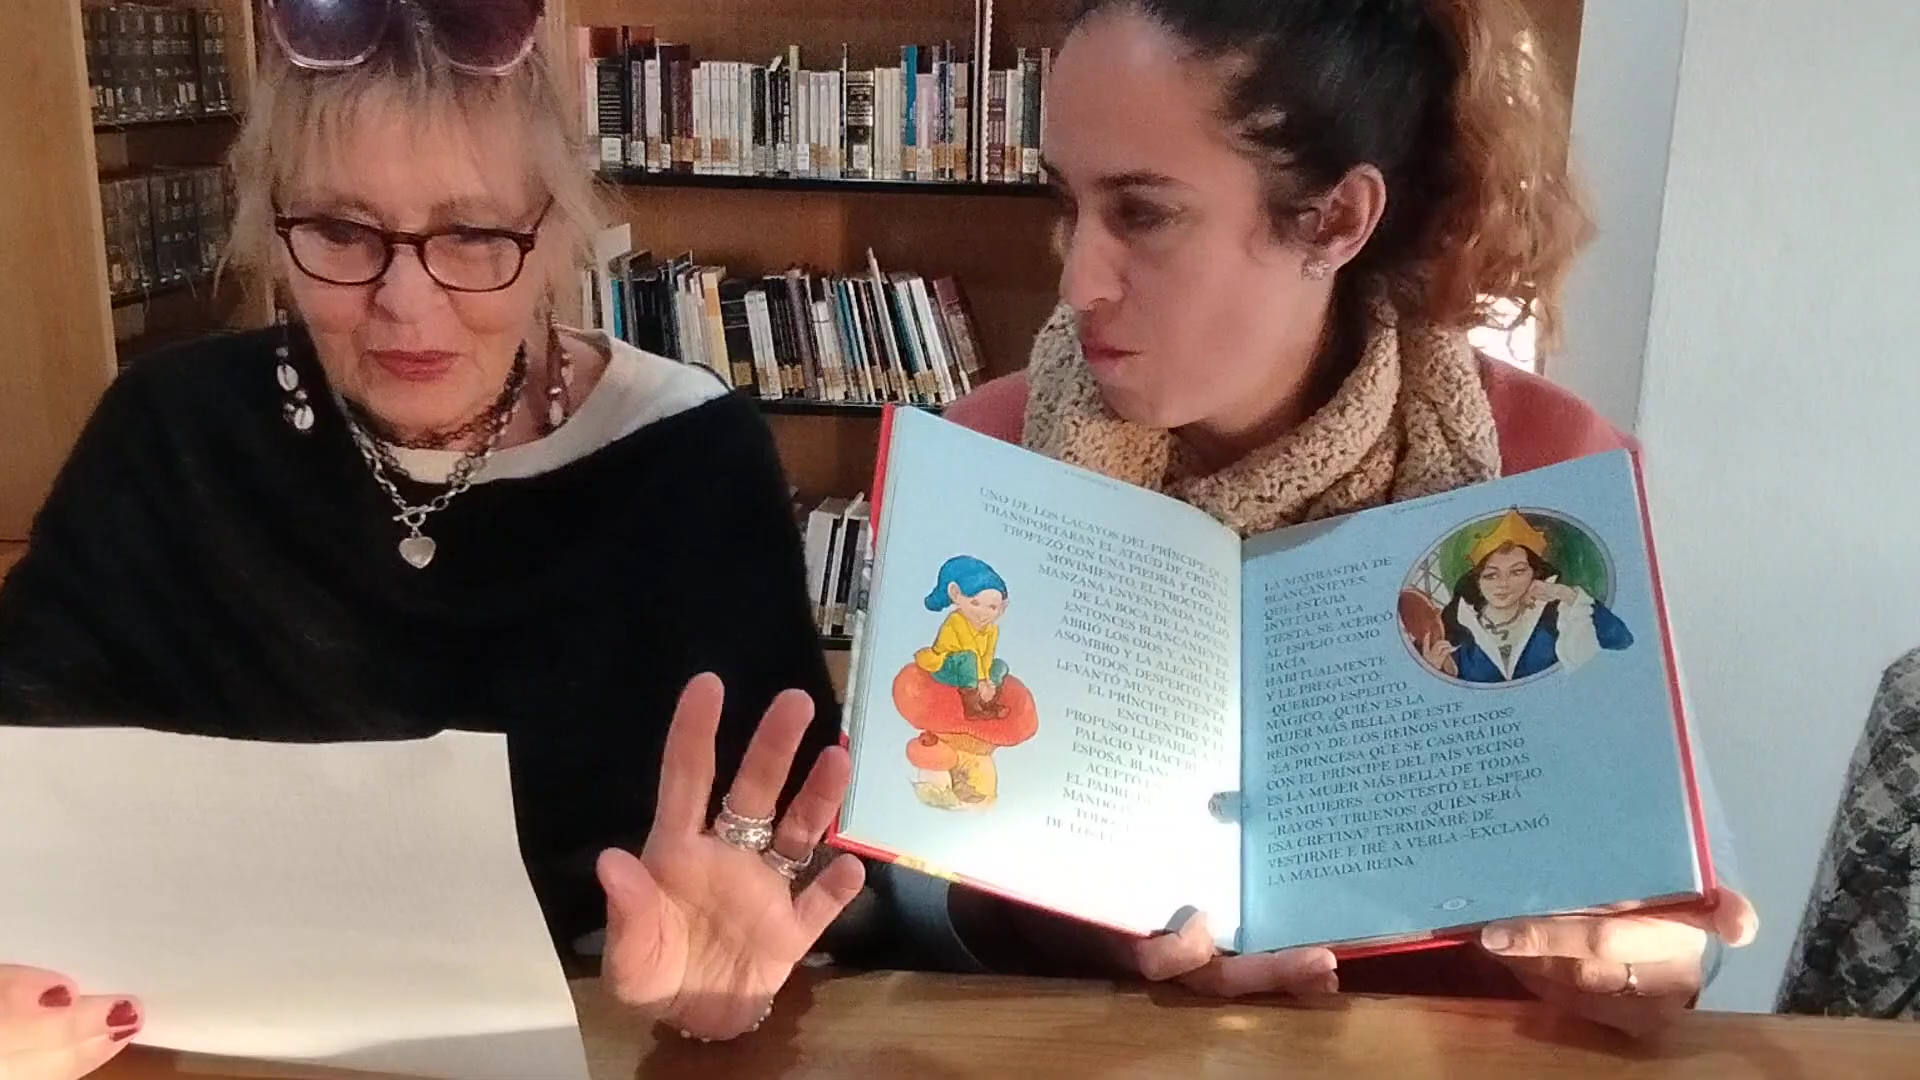 UNO DE LOS LACAYOS DEL PRÍNCIPE QUE
TRANSPORTABAN EL ATAÚD DE CRISTAL
TROPEZÓ CON UNA PIEDRA Y CON EL
MOVIMIENTO, EL TROCITO DE
MANZANA ENVENENADA SALIÓ
DE LA BOCA DE LA JOVEN.
ENTONCES BLANCANIEVES
ABRIÓ LOS OJOS Y, ANTE EL
ASOMBRO Y LA ALEGRÍA DE
TODOS, DESPERTÓ Y SE
LEVANTÓ MUY CONTENTA.
EL PRÍNCIPE FUE A SU
ENCUENTRO Y LE
PROPUSO LLEVARLA A
PALACIO Y HACERLA
ESPOSA.
ACEPTÓ
EL PADRE
MANDÓ
DE LOS
LA MADRASTRA DE
BLANCANIEVES,
QUE ESTABA
INVITADA A LA
FIESTA, SE ACERCÓ
AL ESPEJO COMO
HACÍA
HABITUALMENTE
Y LE PREGUNTÓ:
-QUERIDO ESPEJITO
MÁGICO, ¿QUIÉN ES LA
MUJER MÁS BELLA DE ESTE
REINO Y DE LOS REINOS VECINOS?
-LA PRINCESA QUE SE CASARÁ HOY
CON EL PRÍNCIPE DEL PAÍS VECINO
ES LA MUJER MÁS BELLA DE TODAS
LAS MUJERES -CONTESTÓ EL ESPEJO.
-¡RAYOS Y TRUENOS! ¿QUIÉN SERÁ
ESA CRETINA? TERMINARÉ DE
VESTIRME E IRÉ A VERLA -EXCLAMÓ
LA MALVADA REINA.